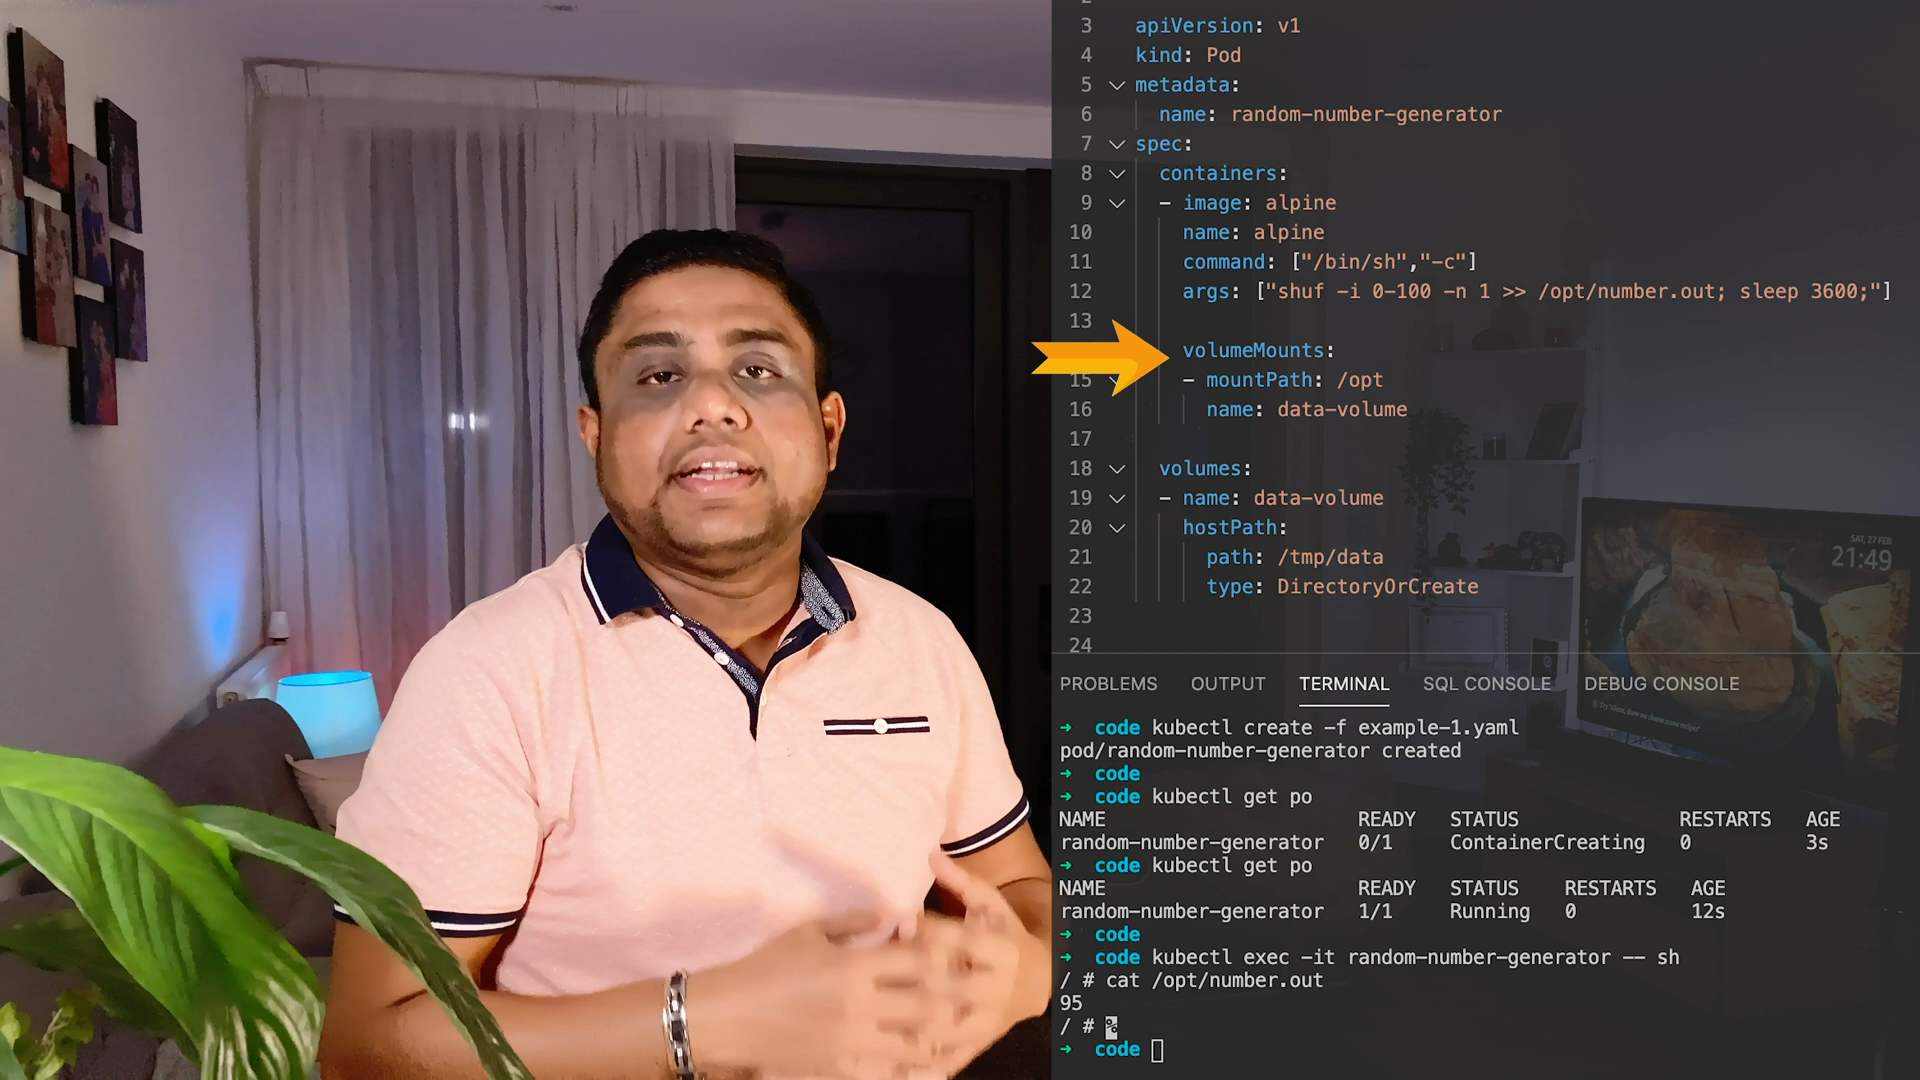 3 apiVersion: v1
4 kind: Pod
5 metadata:
6 name: random-number-generator
7 spec:
8 containers:
9 - image: alpine
10 name: alpine
11 command: ["/bin/sh","-c"]
12 args: ["shuf -i 0-100 -n 1 >> /opt/number.out; sleep 3600;"]
13
volumeMounts:
15 - mountPath: /opt
16 name: data-volume
17
18 volumes:
19 - name: data-volume
20 hostPath:
21 path: /tmp/data
22 type: DirectoryOrCreate
23
24
SAT, 27 FEB
21:49
PROBLEMS OUTPUT TERMINAL SQL CONSOLE DEBUG CONSOLE
→ code kubectl create -f example-1.yaml
pod/random-number-generator created
→ code
→ code kubectl get po
NAME READY STATUS RESTARTS AGE
random-number-generator 0/1 ContainerCreating 0 3s
→ code kubectl get po
NAME READY STATUS RESTARTS AGE
random-number-generator 1/1 Running 0 12s
→ code
→ code kubectl exec -it random-number-generator -- sh
/ # cat /opt/number.out
95
/ # %
→ code